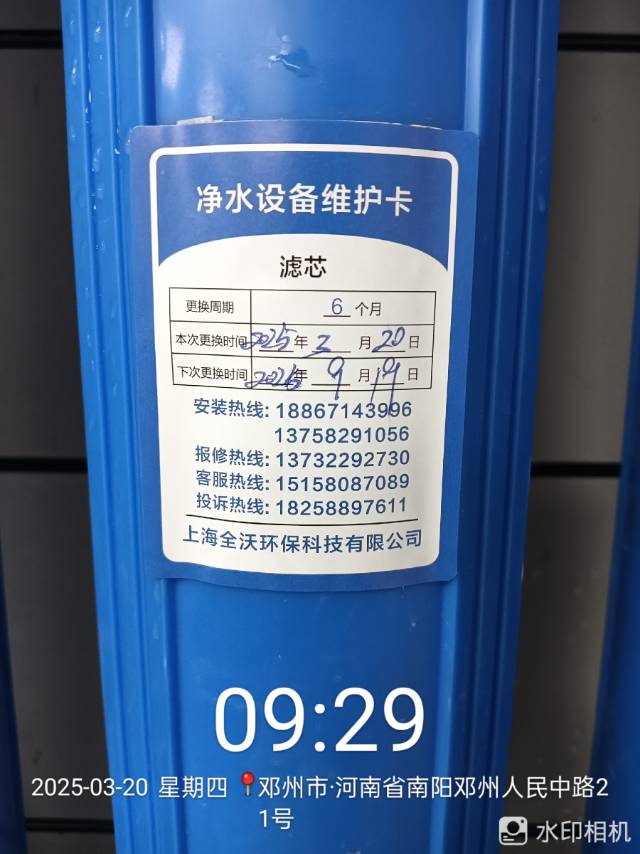 净水设备维护卡
滤芯
更换周期 6 个月
本次更换时间 2025 年 3 月 20 日
下次更换时间 2025 年 9 月 19 日
安装热线: 18867143996
13758291056
报修热线: 13732292730
客服热线: 15158087089
投诉热线: 18258897611
上海全沃环保科技有限公司
09:29
2025-03-20 星期四 邓州市·河南省南阳邓州人民中路2
1号
水印相机